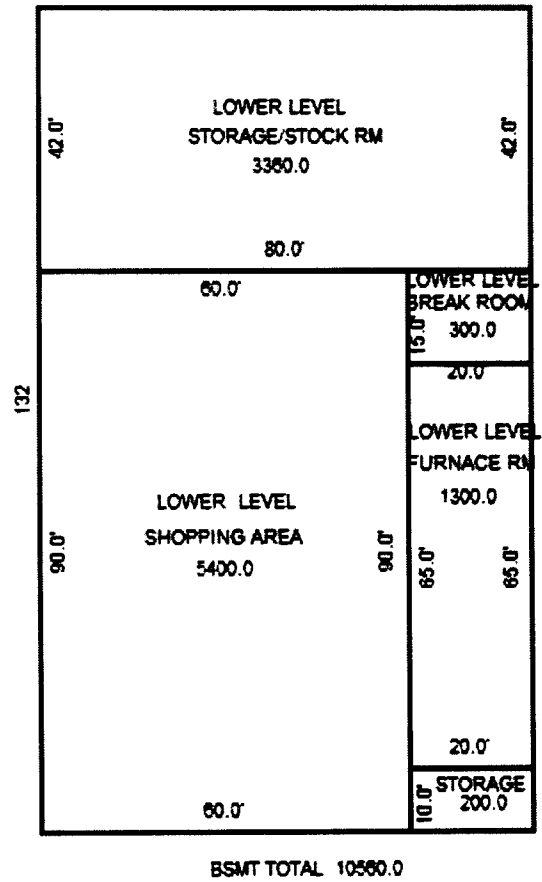 LOWER LEVEL
STORAGE/STOCK RM
3360.0
42.0'
42.0'
80.0'
60.0'
LOWER LEVEL
BREAK ROOM
300.0
15.0'
20.0'
132
LOWER LEVEL
FURNACE RM
1300.0
LOWER LEVEL
SHOPPING AREA
5400.0
90.0'
90.0'
65.0'
65.0'
20.0'
STORAGE
200.0
10.0'
60.0'
BSMT TOTAL 10560.0